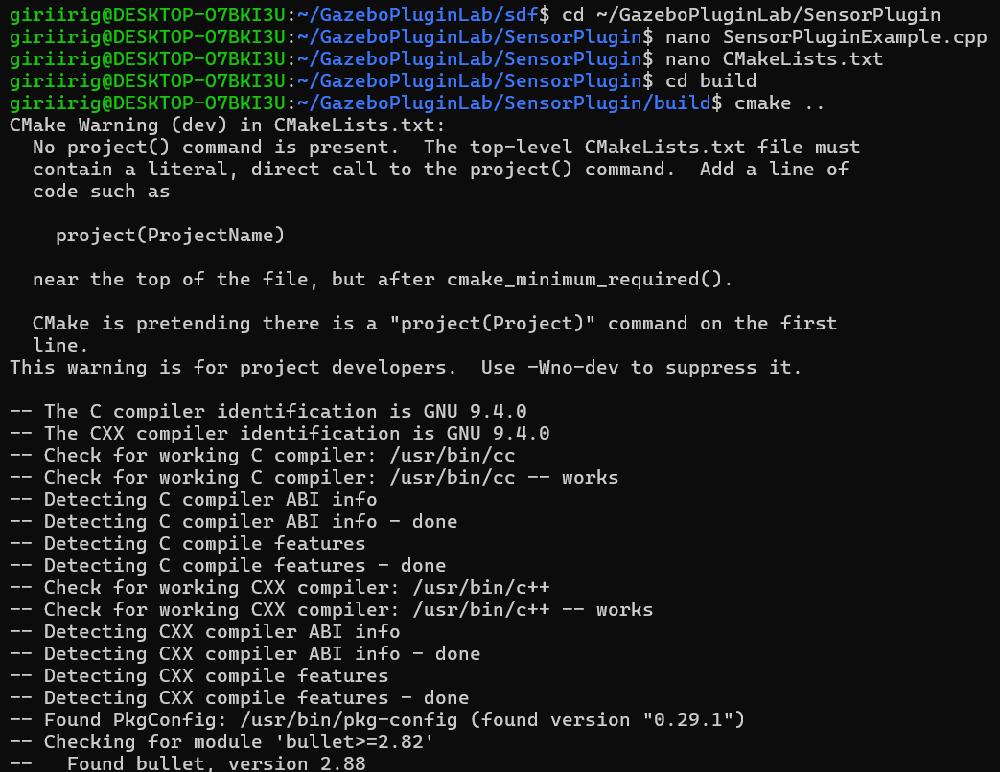 giriirig@DESKTOP-O7BKI3U:~/GazeboPluginLab/sdf$ cd ~/GazeboPluginLab/SensorPlugin
giriirig@DESKTOP-O7BKI3U:~/GazeboPluginLab/SensorPlugin$ nano SensorPluginExample.cpp
giriirig@DESKTOP-O7BKI3U:~/GazeboPluginLab/SensorPlugin$ nano CMakeLists.txt
giriirig@DESKTOP-O7BKI3U:~/GazeboPluginLab/SensorPlugin$ cd build
giriirig@DESKTOP-O7BKI3U:~/GazeboPluginLab/SensorPlugin/build$ cmake ..
CMake Warning (dev) in CMakeLists.txt:
  No project() command is present.  The top-level CMakeLists.txt file must
  contain a literal, direct call to the project() command.  Add a line of
  code such as

    project(ProjectName)

  near the top of the file, but after cmake_minimum_required().

  CMake is pretending there is a "project(Project)" command on the first
  line.
This warning is for project developers.  Use -Wno-dev to suppress it.

-- The C compiler identification is GNU 9.4.0
-- The CXX compiler identification is GNU 9.4.0
-- Check for working C compiler: /usr/bin/cc
-- Check for working C compiler: /usr/bin/cc -- works
-- Detecting C compiler ABI info
-- Detecting C compiler ABI info - done
-- Detecting C compile features
-- Detecting C compile features - done
-- Check for working CXX compiler: /usr/bin/c++
-- Check for working CXX compiler: /usr/bin/c++ -- works
-- Detecting CXX compiler ABI info
-- Detecting CXX compiler ABI info - done
-- Detecting CXX compile features
-- Detecting CXX compile features - done
-- Found PkgConfig: /usr/bin/pkg-config (found version "0.29.1")
-- Checking for module 'bullet>=2.82'
--   Found bullet, version 2.88